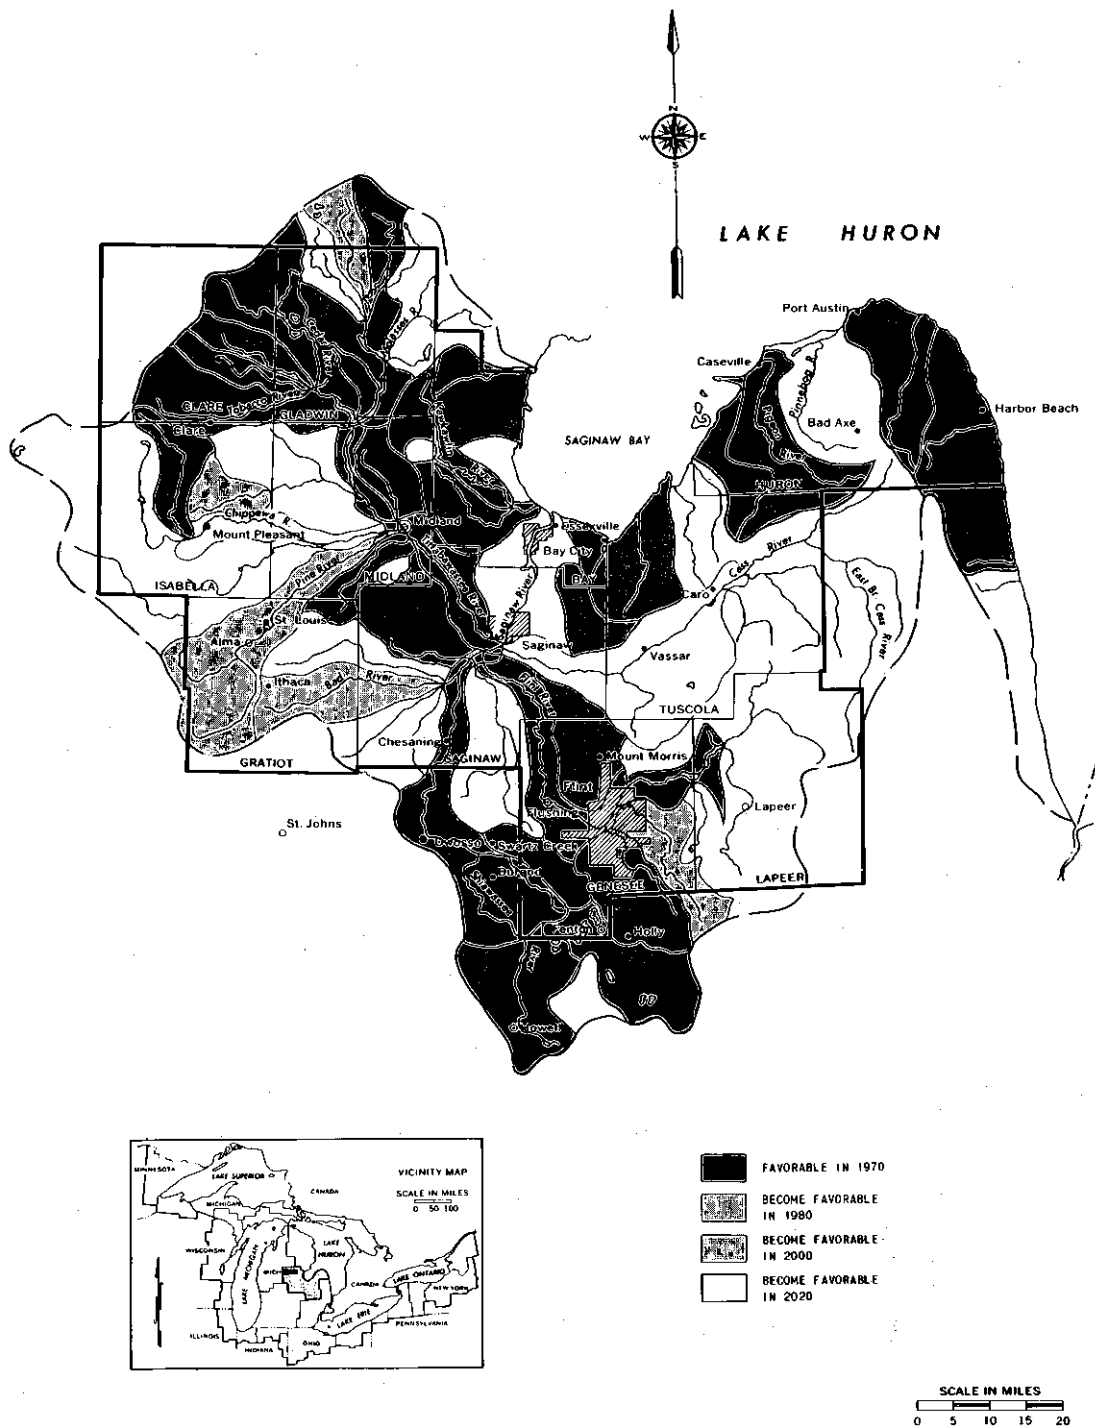 N
W
E
S
LAKE HURON
Port Austin
Caseville
Pinnebog R.
Bad Axe
Harbor Beach
Pigeon
River
HURON
SAGINAW BAY
Cedar
River
CLARE
Tobacco River
GLADWIN
Clare
Kawkawlin
River
Chippewa R.
Mount Pleasant
Midland
Essexville
Bay City
BAY
ISABELLA
Pine River
MIDLAND
Tittabawassee River
Saginaw River
Cass River
Caro
East Br. Cass
River
St. Louis
Alma
Ithaca
Bad River
Saginaw
Vassar
Flint River
TUSCOLA
Chesaning
SAGINAW
GRATIOT
Mount Morris
Flint
Flushing
Lapeer
St. Johns
Owosso
Swartz Creek
Durand
Shiawassee
GENESEE
LAPEER
Fenton
Holly
River
Howell
MINNESOTA
LAKE SUPERIOR
VICINITY MAP
SCALE IN MILES
0 50 100
CANADA
MICHIGAN
WISCONSIN
LAKE MICHIGAN
LAKE
HURON
CANADA
LAKE ONTARIO
NEW YORK
LAKE ERIE
PENNSYLVANIA
ILLINOIS
INDIANA
OHIO
FAVORABLE IN 1970
BECOME FAVORABLE
IN 1980
BECOME FAVORABLE
IN 2000
BECOME FAVORABLE
IN 2020
SCALE IN MILES
0 5 10 15 20